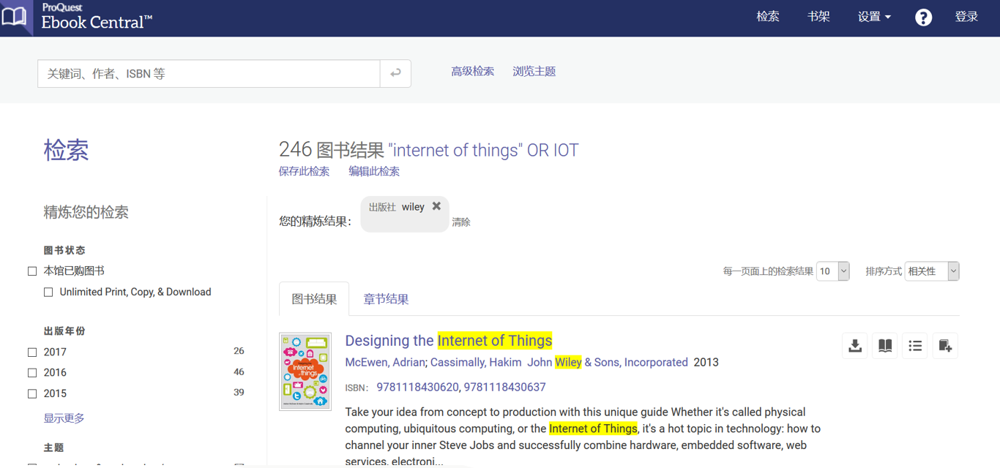 ProQuest
Ebook Central™
检索 书架 设置 ? 登录
关键词、作者、ISBN 等
高级检索 浏览主题
检索
246 图书结果 "internet of things" OR IOT
保存此检索 编辑此检索
精炼您的检索
您的精炼结果： 出版社 wiley ✖ 清除
图书状态
本馆已购图书
Unlimited Print, Copy, & Download
每一页面上的检索结果 10 排序方式 相关性
图书结果 章节结果
出版年份
2017 26
2016 46
2015 39
显示更多
主题
Designing the Internet of Things
McEwen, Adrian; Cassimally, Hakim John Wiley & Sons, Incorporated 2013
ISBN: 9781118430620, 9781118430637
Take your idea from concept to production with this unique guide Whether it's called physical
computing, ubiquitous computing, or the Internet of Things, it's a hot topic in technology: how to
channel your inner Steve Jobs and successfully combine hardware, embedded software, web
services, electroni...
internet
of things